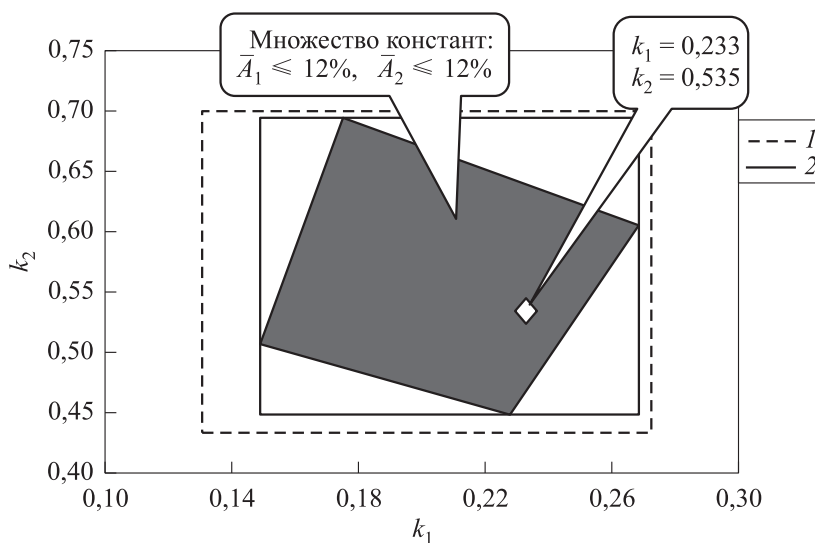 Множество констант:
A̅₁ ⩽ 12%, A̅₂ ⩽ 12%
k₁ = 0,233
k₂ = 0,535
0,75
0,70
0,65
0,60
0,55
0,50
0,45
0,40
k₂
0,10
0,14
0,18
0,22
0,26
0,30
k₁
1
2